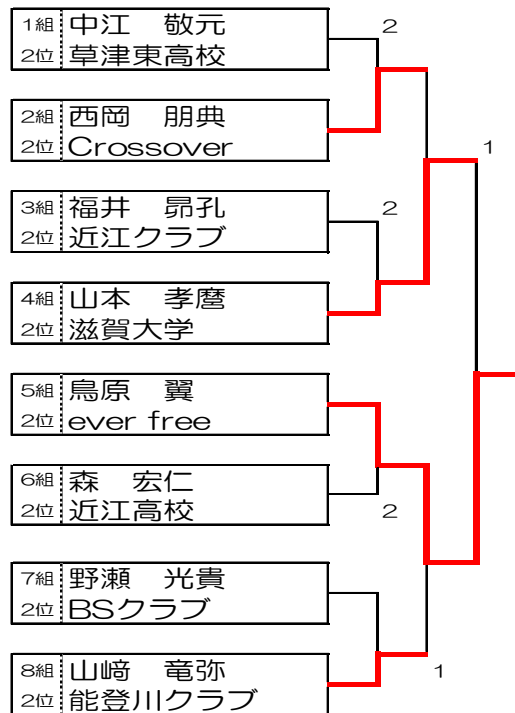 1組 中江 敬元 2
2位 草津東高校
2組 西岡 朋典
2位 Crossover
1
3組 福井 昴孔 2
2位 近江クラブ
4組 山本 孝麿
2位 滋賀大学
5組 鳥原 翼
2位 ever free
6組 森 宏仁
2位 近江高校 2
7組 野瀬 光貴
2位 BSクラブ
8組 山﨑 竜弥 1
2位 能登川クラブ